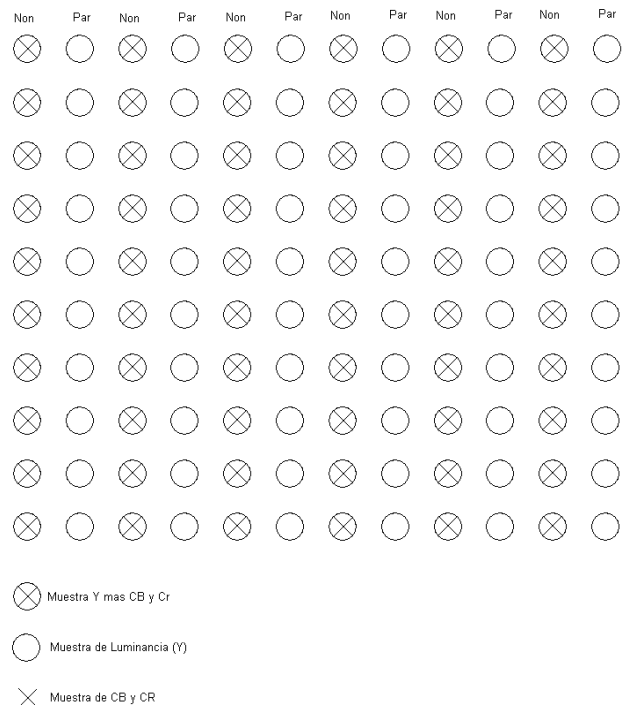 Non Par Non Par Non Par Non Par Non Par Non Par
Muestra Y mas CB y Cr
Muestra de Luminancia (Y)
Muestra de CB y CR